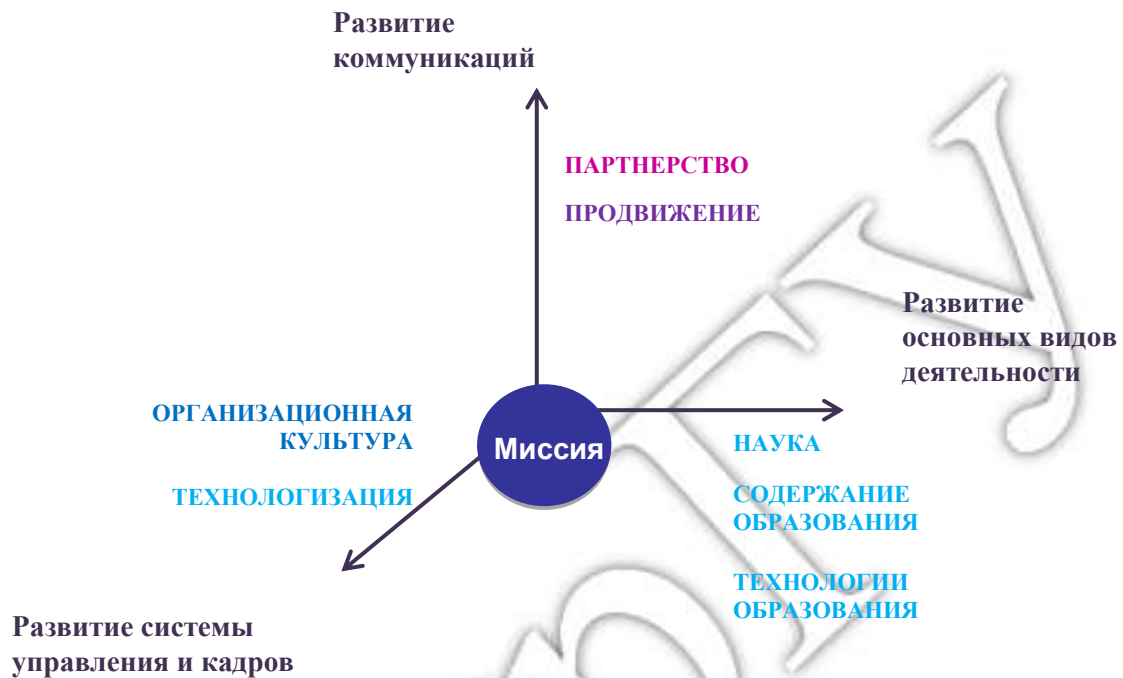 Развитие
коммуникаций
ПАРТНЕРСТВО
ПРОДВИЖЕНИЕ
Развитие
основных видов
деятельности
ОРГАНИЗАЦИОННАЯ
КУЛЬТУРА
Миссия
НАУКА
ТЕХНОЛОГИЗАЦИЯ
СОДЕРЖАНИЕ
ОБРАЗОВАНИЯ
ТЕХНОЛОГИИ
ОБРАЗОВАНИЯ
Развитие системы
управления и кадров